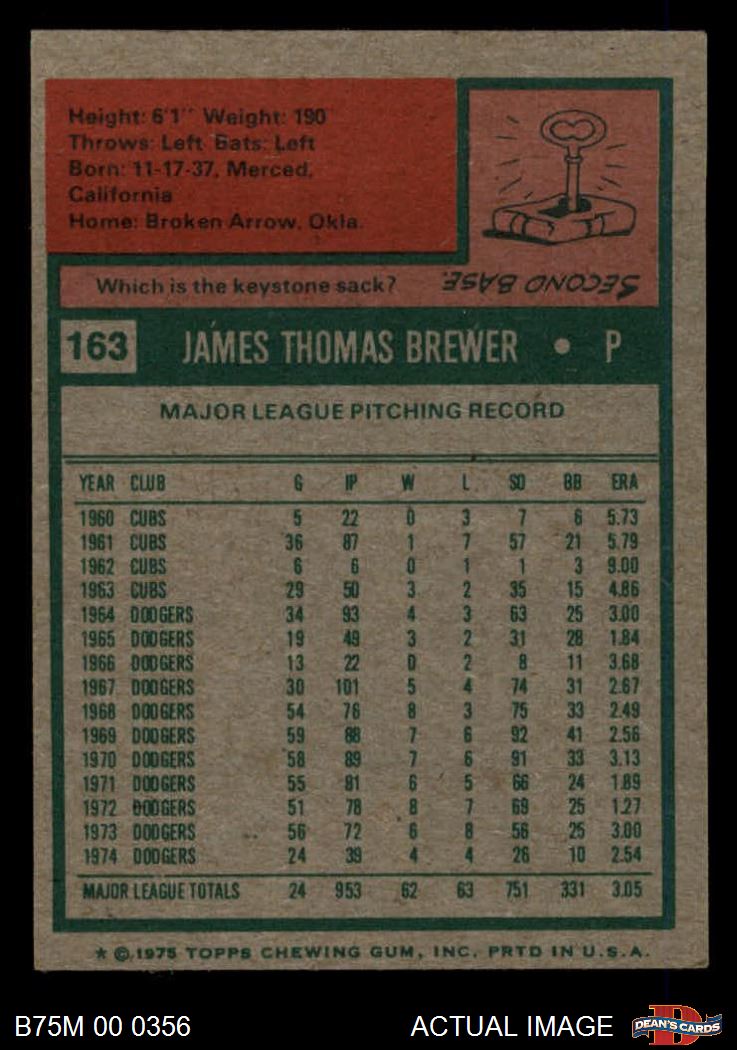 Height: 6'1" Weight: 190
Throws: Left Bats: Left
Born: 11-17-37, Merced,
California
Home: Broken Arrow, Okla.
Which is the keystone sack? SECOND BASE.
163 JAMES THOMAS BREWER • P
MAJOR LEAGUE PITCHING RECORD
YEAR CLUB G IP W L SO BB ERA
1960 CUBS 5 22 0 3 7 6 5.73
1961 CUBS 36 87 1 7 57 21 5.79
1962 CUBS 6 6 0 1 1 3 9.00
1963 CUBS 29 50 3 2 35 15 4.86
1964 DODGERS 34 93 4 3 63 25 3.00
1965 DODGERS 19 49 3 2 31 28 1.84
1966 DODGERS 13 22 0 2 8 11 3.68
1967 DODGERS 30 101 5 4 74 31 2.67
1968 DODGERS 54 76 8 3 75 33 2.49
1969 DODGERS 59 88 7 6 92 41 2.56
1970 DODGERS 58 89 7 6 91 33 3.13
1971 DODGERS 55 81 6 5 66 24 1.89
1972 DODGERS 51 78 8 7 69 25 1.27
1973 DODGERS 56 72 6 8 56 25 3.00
1974 DODGERS 24 39 4 4 26 10 2.54
MAJOR LEAGUE TOTALS 24 953 62 63 751 331 3.05
★ © 1975 TOPPS CHEWING GUM, INC. PRTD IN U.S.A.
B75M 00 0356 ACTUAL IMAGE DEAN'S CARDS